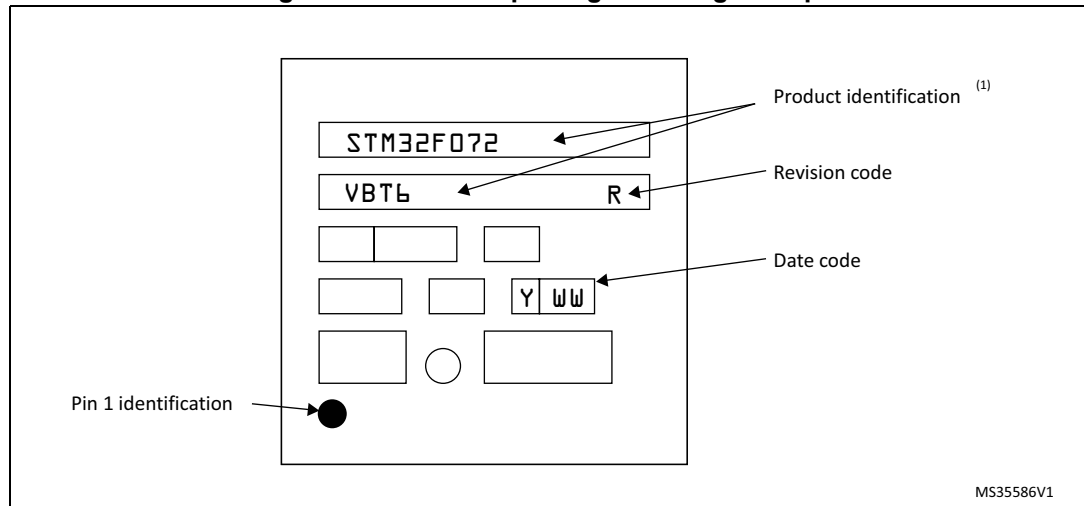 Product identification (1)
STM32F072
Revision code
VBT6 R
Date code
Y WW
Pin 1 identification
MS35586V1